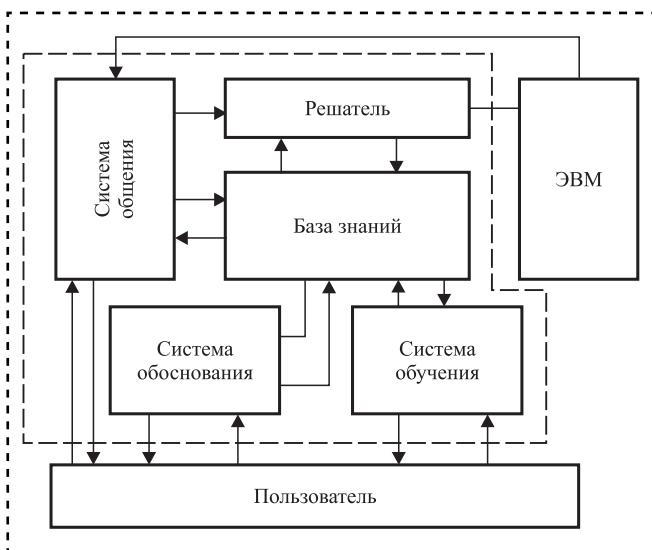 Решатель
Система
общения
ЭВМ
База знаний
Система
обоснования
Система
обучения
Пользователь